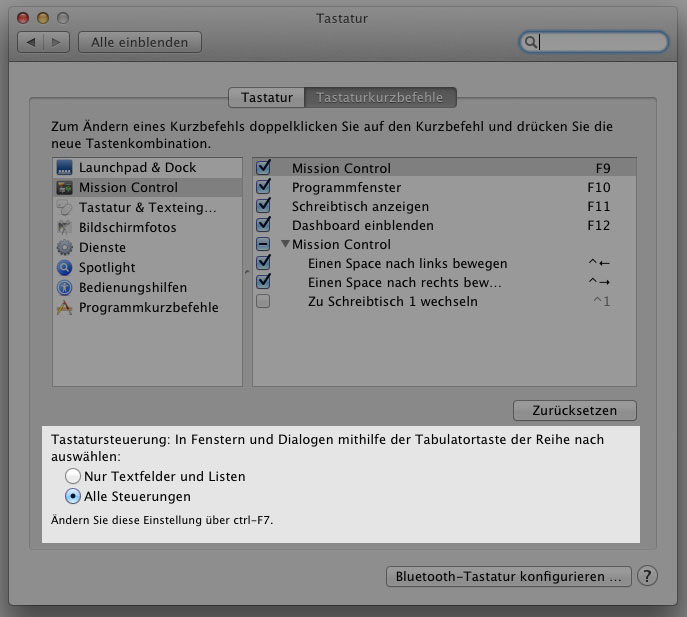 Tastatur
Alle einblenden
Tastatur Tastaturkurzbefehle
Zum Ändern eines Kurzbefehls doppelklicken Sie auf den Kurzbefehl und drücken Sie die
neue Tastenkombination.
Launchpad & Dock
Mission Control
Tastatur & Texteing…
Bildschirmfotos
Dienste
Spotlight
Bedienungshilfen
Programmkurzbefehle
Mission Control F9
Programmfenster F10
Schreibtisch anzeigen F11
Dashboard einblenden F12
Mission Control
Einen Space nach links bewegen ^←
Einen Space nach rechts bew… ^→
Zu Schreibtisch 1 wechseln ^1
Zurücksetzen
Tastatursteuerung: In Fenstern und Dialogen mithilfe der Tabulatortaste der Reihe nach
auswählen:
Nur Textfelder und Listen
Alle Steuerungen
Ändern Sie diese Einstellung über ctrl-F7.
Bluetooth-Tastatur konfigurieren … ?